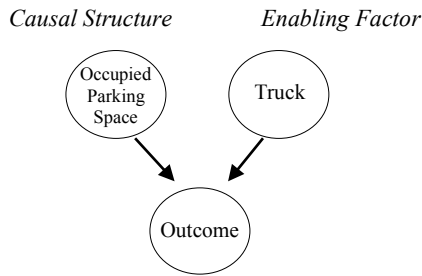 Causal Structure
Enabling Factor
Occupied
Parking
Space
Truck
Outcome